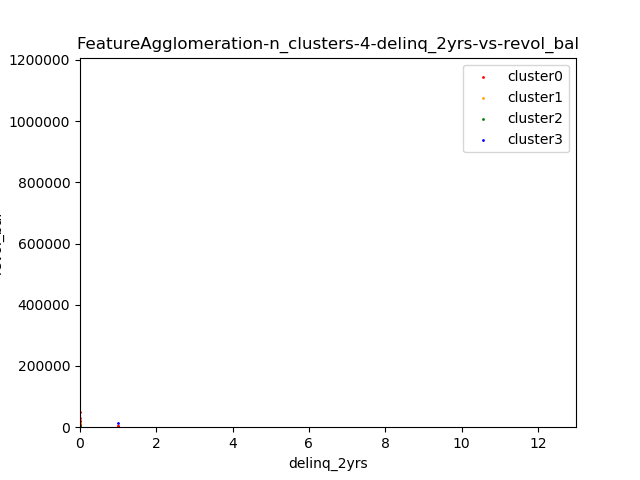 FeatureAgglomeration-n_clusters-4-delinq_2yrs-vs-revol_bal
1200000
1000000
800000
600000
400000
200000
0
cluster0
cluster1
cluster2
cluster3
0 2 4 6 8 10 12
delinq_2yrs